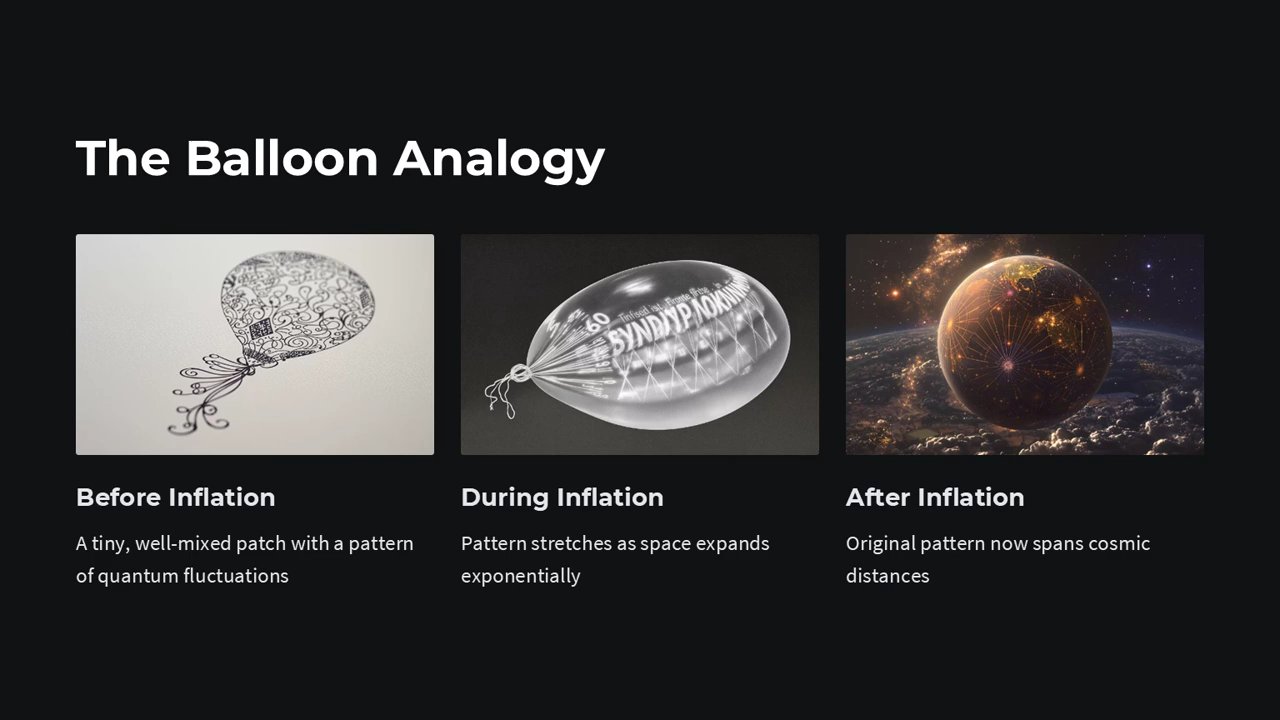 The Balloon Analogy
60
Before Inflation
During Inflation
After Inflation
A tiny, well-mixed patch with a pattern
of quantum fluctuations
Pattern stretches as space expands
exponentially
Original pattern now spans cosmic
distances